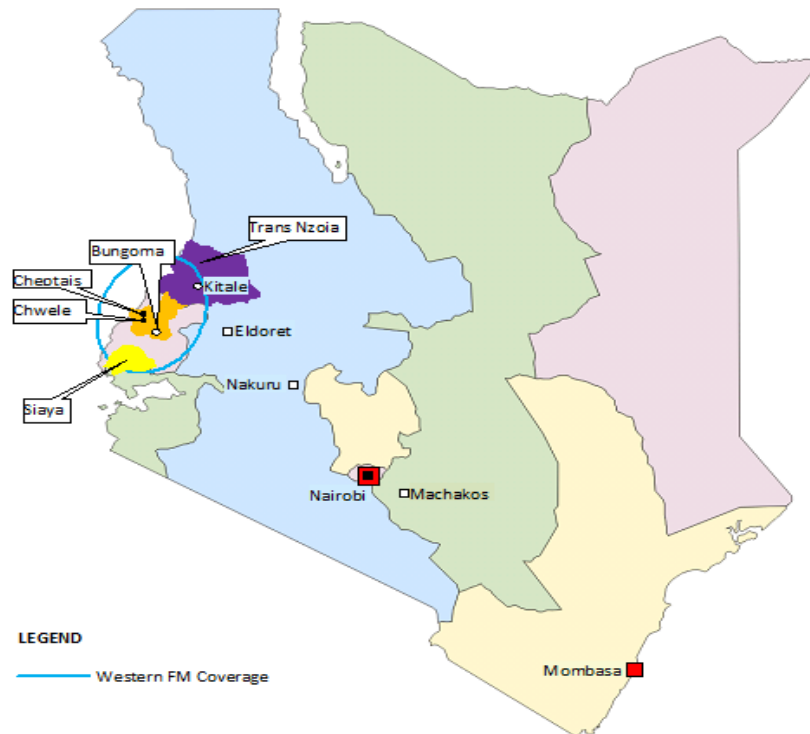 Trans Nzoia
Bungoma
Cheptais
Kitale
Chwele
Eldoret
Nakuru
Siaya
Nairobi
Machakos
LEGEND
Mombasa
Western FM Coverage